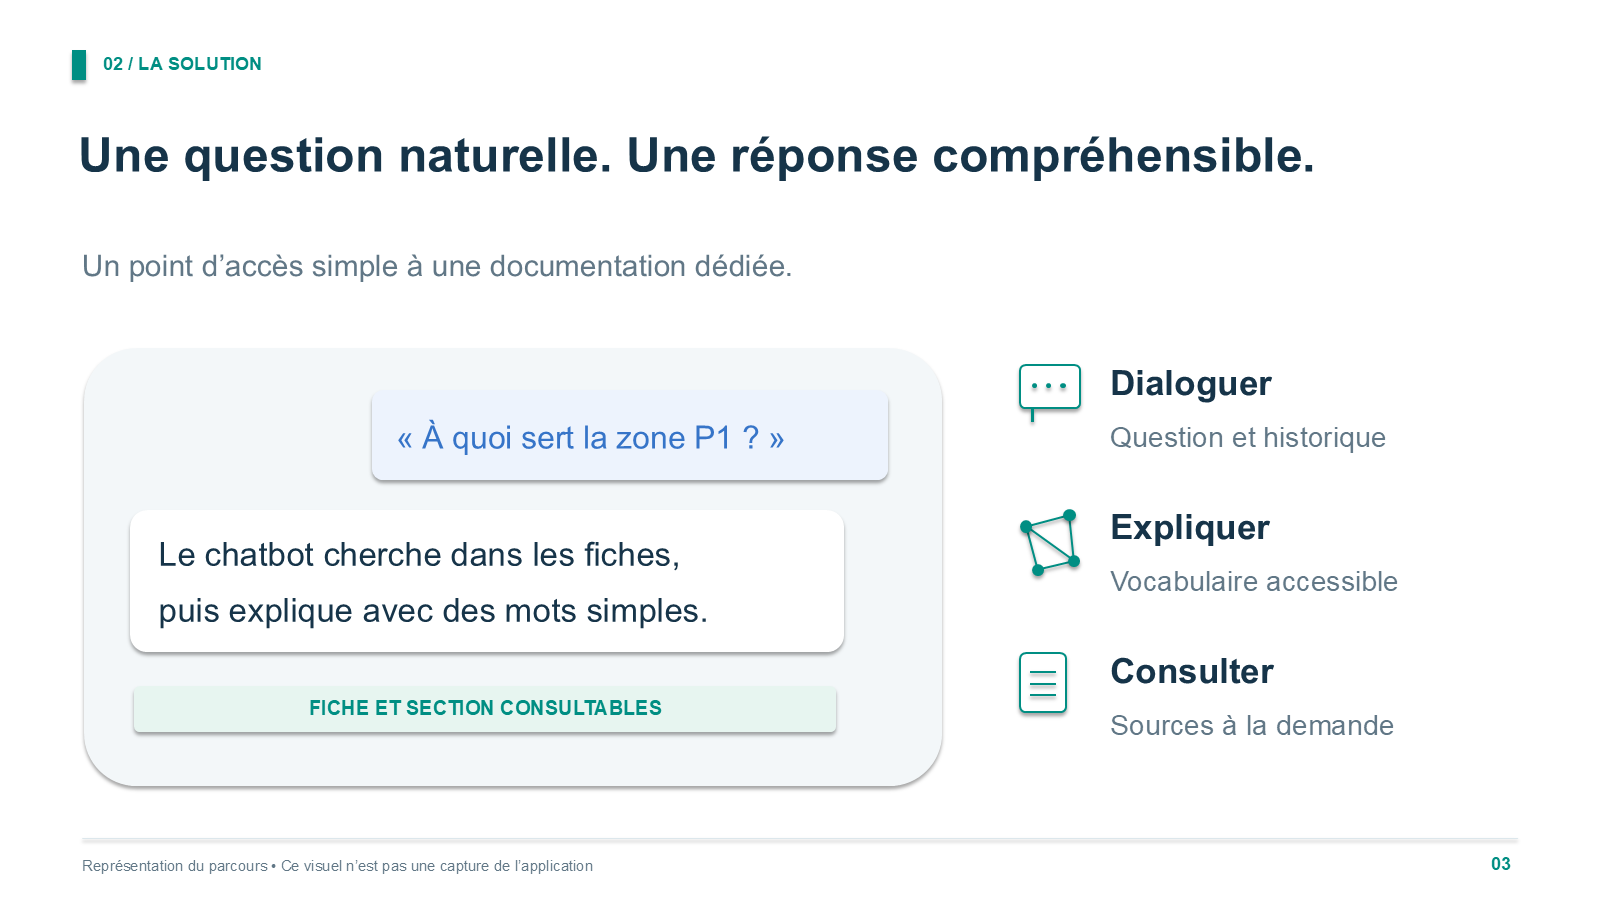 02 / LA SOLUTION
Une question naturelle. Une réponse compréhensible.
Un point d’accès simple à une documentation dédiée.
« À quoi sert la zone P1 ? »
Le chatbot cherche dans les fiches,
puis explique avec des mots simples.
FICHE ET SECTION CONSULTABLES
Dialoguer
Question et historique
Expliquer
Vocabulaire accessible
Consulter
Sources à la demande
Représentation du parcours • Ce visuel n’est pas une capture de l’application
03